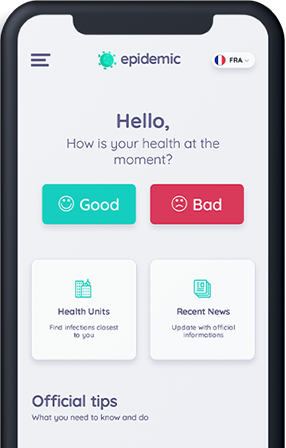 epidemic
FRA
Hello,
How is your health at the
moment?
Good
Bad
Health Units
Find infections closest
to you
Recent News
Update with official
informations
Official tips
What you need to know and do